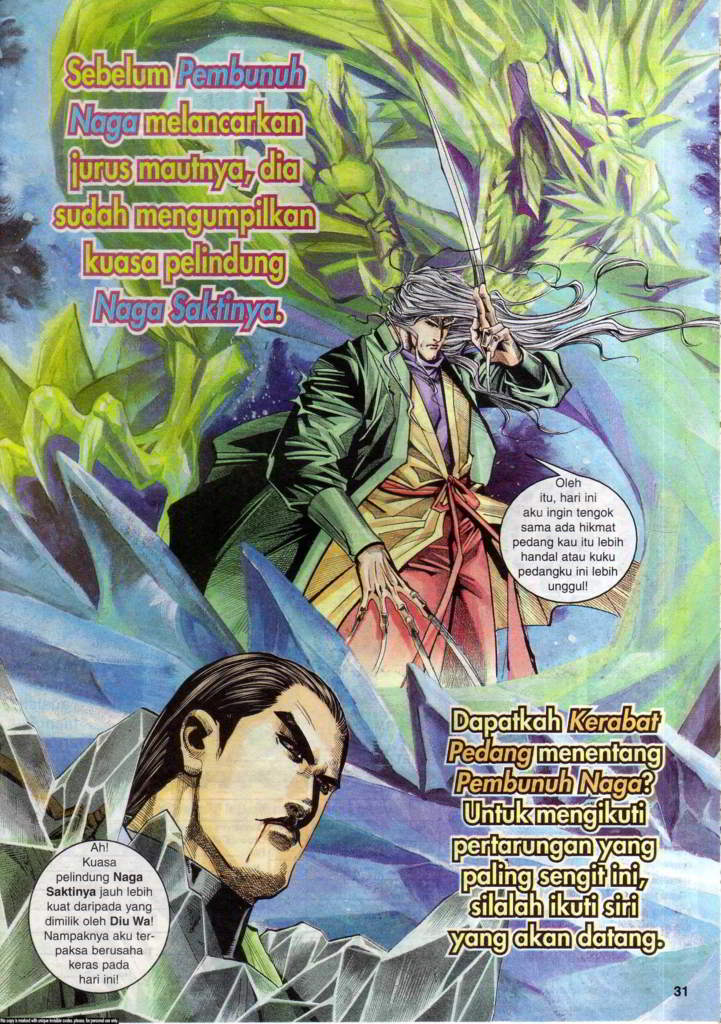 Sebelum Pembunuh
Naga melancarkan
jurus mautnya, dia
sudah mengumpilkan
kuasa pelindung
Naga Saktinya.
Oleh
itu, hari ini
aku ingin tengok
sama ada hikmat
pedang kau itu lebih
handal atau kuku
pedangku ini lebih
unggul!
Dapatkah Kerabat
Pedang menentang
Pembunuh Naga?
Untuk mengikuti
pertarungan yang
paling sengit ini,
silalah ikuti siri
yang akan datang.
Ah!
Kuasa
pelindung Naga
Saktinya jauh lebih
kuat daripada yang
dimilik oleh Diu Wa!
Nampaknya aku ter-
paksa berusaha
keras pada
hari ini!
31